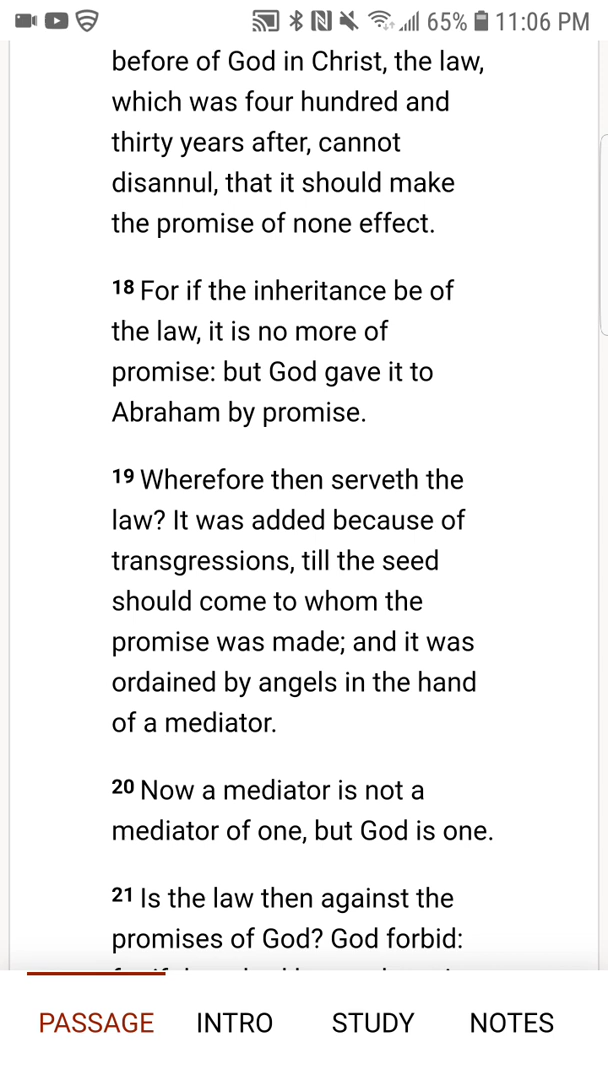 65% 11:06 PM
before of God in Christ, the law,
which was four hundred and
thirty years after, cannot
disannul, that it should make
the promise of none effect.
18 For if the inheritance be of
the law, it is no more of
promise: but God gave it to
Abraham by promise.
19 Wherefore then serveth the
law? It was added because of
transgressions, till the seed
should come to whom the
promise was made; and it was
ordained by angels in the hand
of a mediator.
20 Now a mediator is not a
mediator of one, but God is one.
21 Is the law then against the
promises of God? God forbid:
PASSAGE INTRO STUDY NOTES